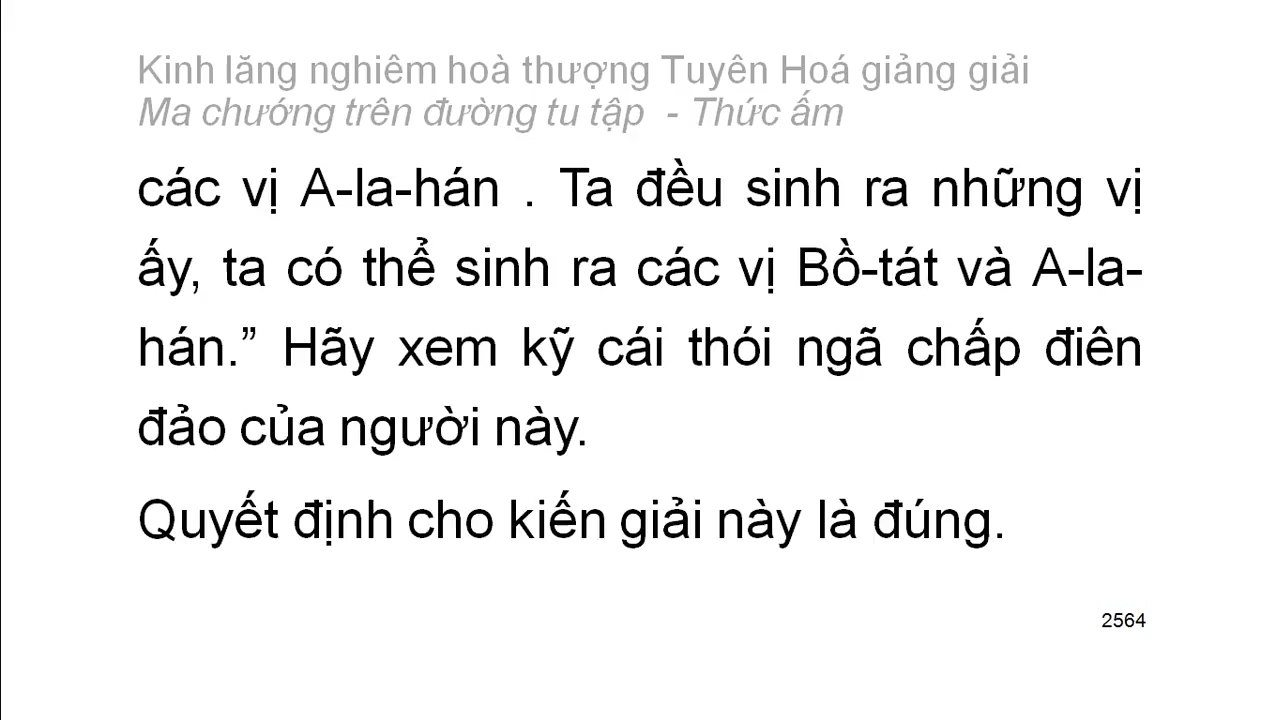 Kinh lăng nghiêm hoà thượng Tuyên Hoá giảng giải
Ma chướng trên đường tu tập - Thức ấm
các vị A-la-hán . Ta đều sinh ra những vị
ấy, ta có thể sinh ra các vị Bồ-tát và A-la-
hán.” Hãy xem kỹ cái thói ngã chấp điên
đảo của người này.
Quyết định cho kiến giải này là đúng.
2564